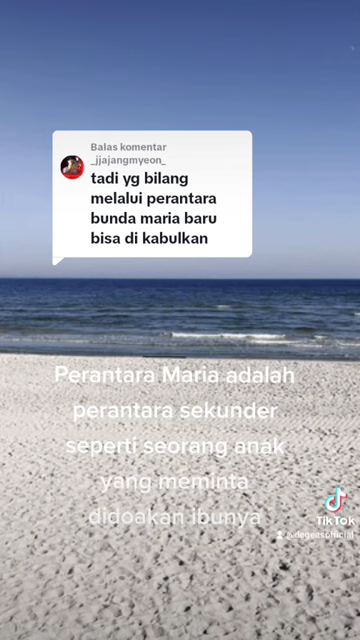 Balas komentar
_jjajangmyeon_
tadi yg bilang
melalui perantara
bunda maria baru
bisa di kabulkan
Perantara Maria adalah
perantara sekunder
seperti seorang anak
yang meminta
didoakan ibunya
TikTok
@degeasofficial